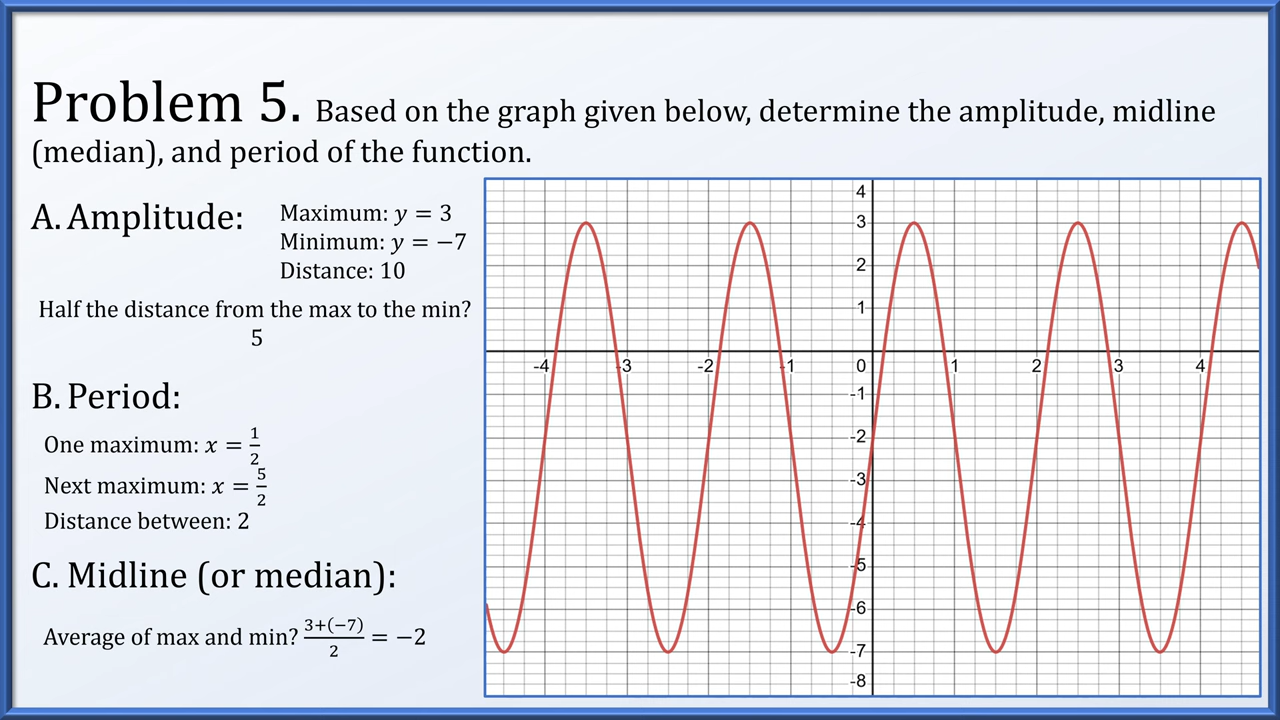 Problem 5. Based on the graph given below, determine the amplitude, midline
(median), and period of the function.
A. Amplitude:
Maximum: y = 3
Minimum: y = −7
Distance: 10
Half the distance from the max to the min?
5
B. Period:
One maximum: x = 1/2
Next maximum: x = 5/2
Distance between: 2
C. Midline (or median):
Average of max and min? 3+(−7)/2 = −2
4
3
2
1
-4 -3 -2 -1 0 1 2 3 4
-1
-2
-3
-4
-5
-6
-7
-8